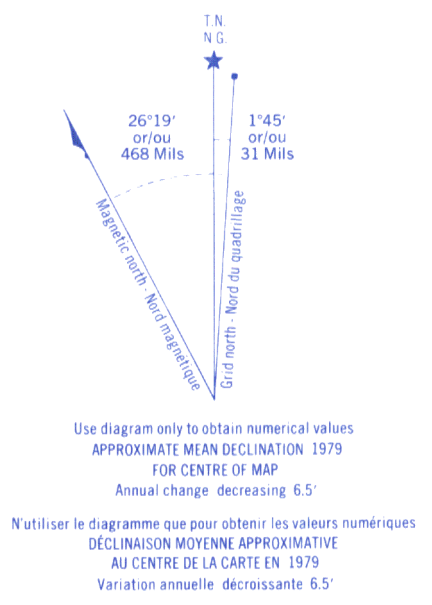 T.N.
N G.
26°19′
or/ou
468 Mils
1°45′
or/ou
31 Mils
Magnetic north - Nord magnétique
Grid north - Nord du quadrillage
Use diagram only to obtain numerical values
APPROXIMATE MEAN DECLINATION 1979
FOR CENTRE OF MAP
Annual change decreasing 6.5′
N'utiliser le diagramme que pour obtenir les valeurs numériques
DÉCLINAISON MOYENNE APPROXIMATIVE
AU CENTRE DE LA CARTE EN 1979
Variation annuelle décroissante 6.5′